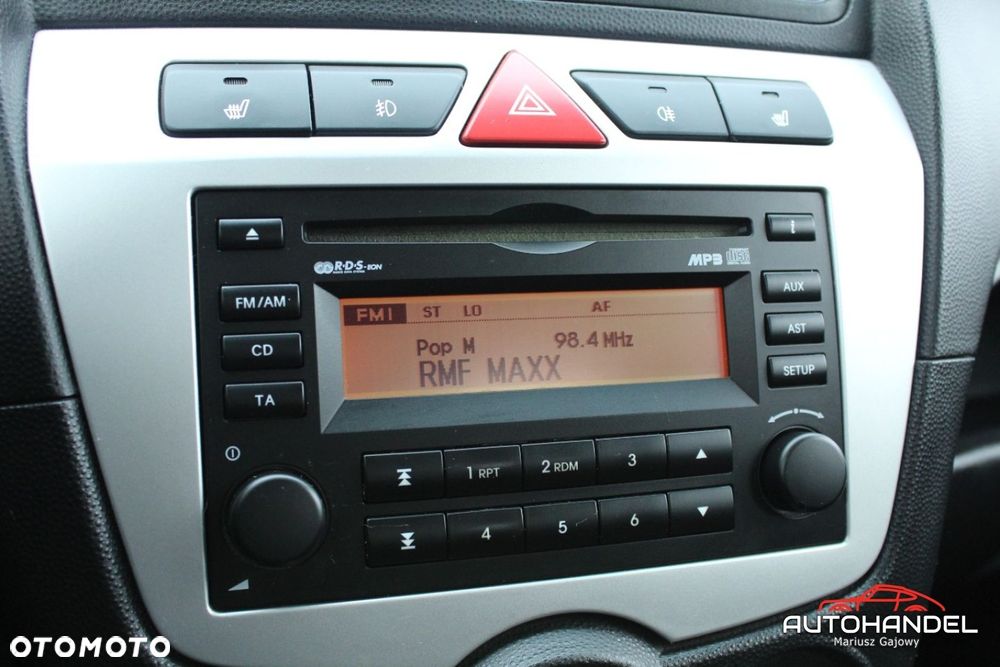 R·D·S-EON
MP3
i
FM/AM
CD
TA
AUX
AST
SETUP
FM1 ST LO AF
Pop M 98.4 MHz
RMF MAXX
1 RPT 2 RDM 3
4 5 6
OTOMOTO
AUTOHANDEL
Mariusz Gajowy